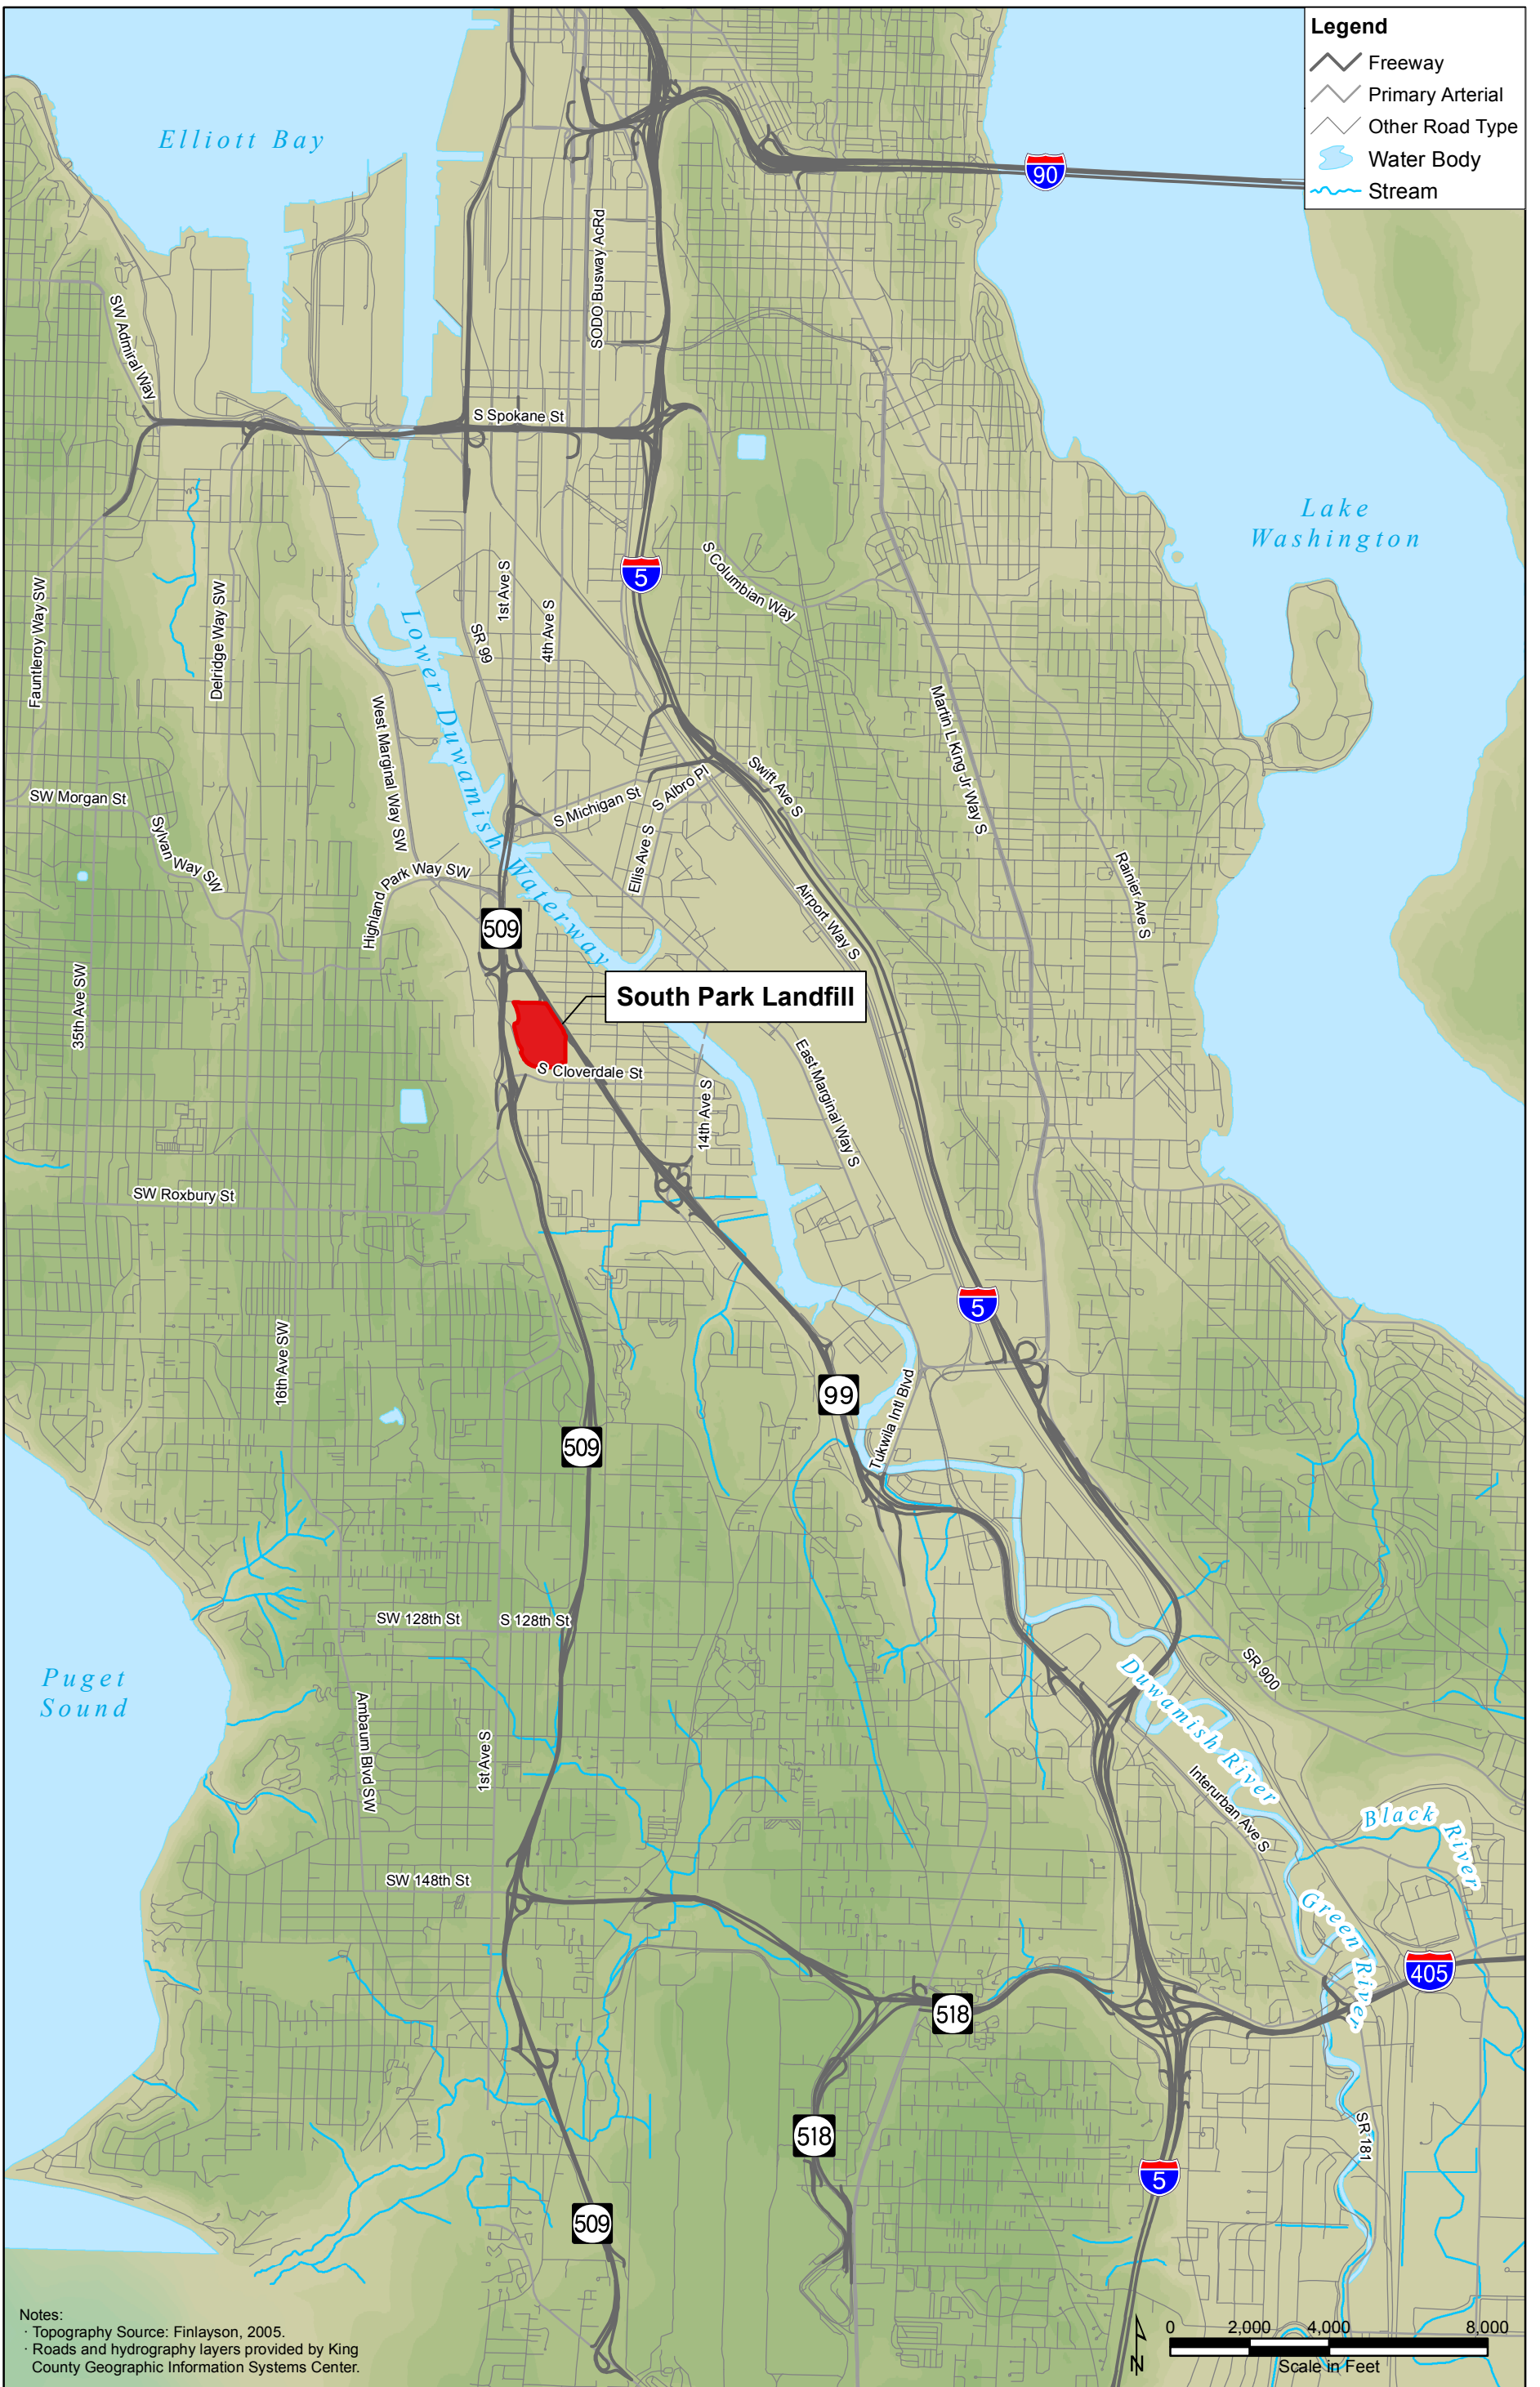 Legend
Freeway
Primary Arterial
Other Road Type
Water Body
Stream
Elliott Bay
90
SODO Busway AcRd
SW Admiral Way
S Spokane St
Lake
Washington
5
S Columbian Way
Fauntleroy Way SW
Delridge Way SW
1st Ave S
4th Ave S
SR 99
Lower Duwamish Waterway
West Marginal Way SW
Martin L King Jr Way S
Swift Ave S
S Albro Pl
S Michigan St
SW Morgan St
Sylvan Way SW
Ellis Ave S
Rainier Ave S
Highland Park Way SW
Airport Way S
509
35th Ave SW
South Park Landfill
S Cloverdale St
East Marginal Way S
14th Ave S
SW Roxbury St
5
16th Ave SW
99
Tukwila Intl Blvd
509
SW 128th St
S 128th St
Puget
Sound
SR 900
Duwamish River
Ambaum Blvd SW
1st Ave S
Interurban Ave S
Black River
SW 148th St
Green River
405
518
518
SR 181
5
509
Notes:
· Topography Source: Finlayson, 2005.
· Roads and hydrography layers provided by King
County Geographic Information Systems Center.
N
0 2,000 4,000 8,000
Scale in Feet